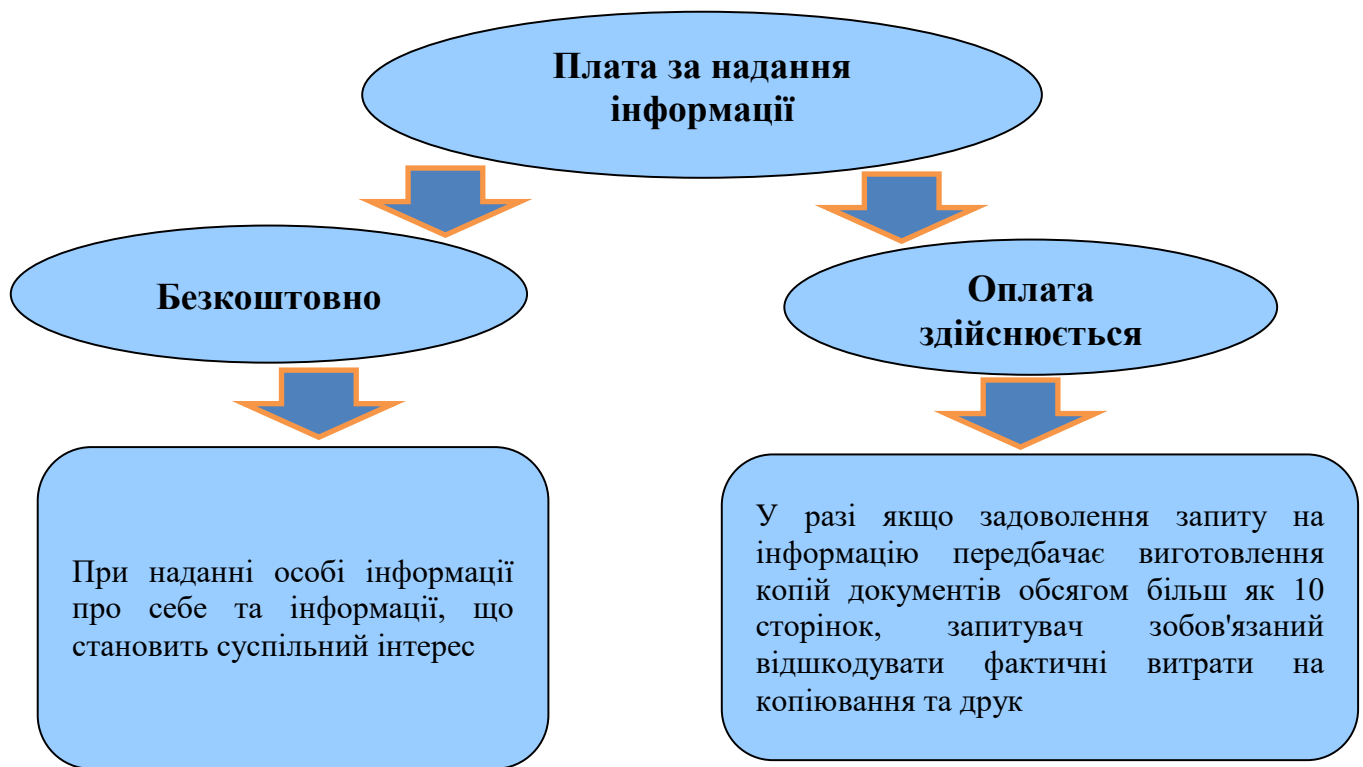 Плата за надання
інформації
Безкоштовно
Оплата
здійснюється
При наданні особі інформації
про себе та інформації, що
становить суспільний інтерес
У разі якщо задоволення запиту на
інформацію передбачає виготовлення
копій документів обсягом більш як 10
сторінок, запитувач зобов'язаний
відшкодувати фактичні витрати на
копіювання та друк